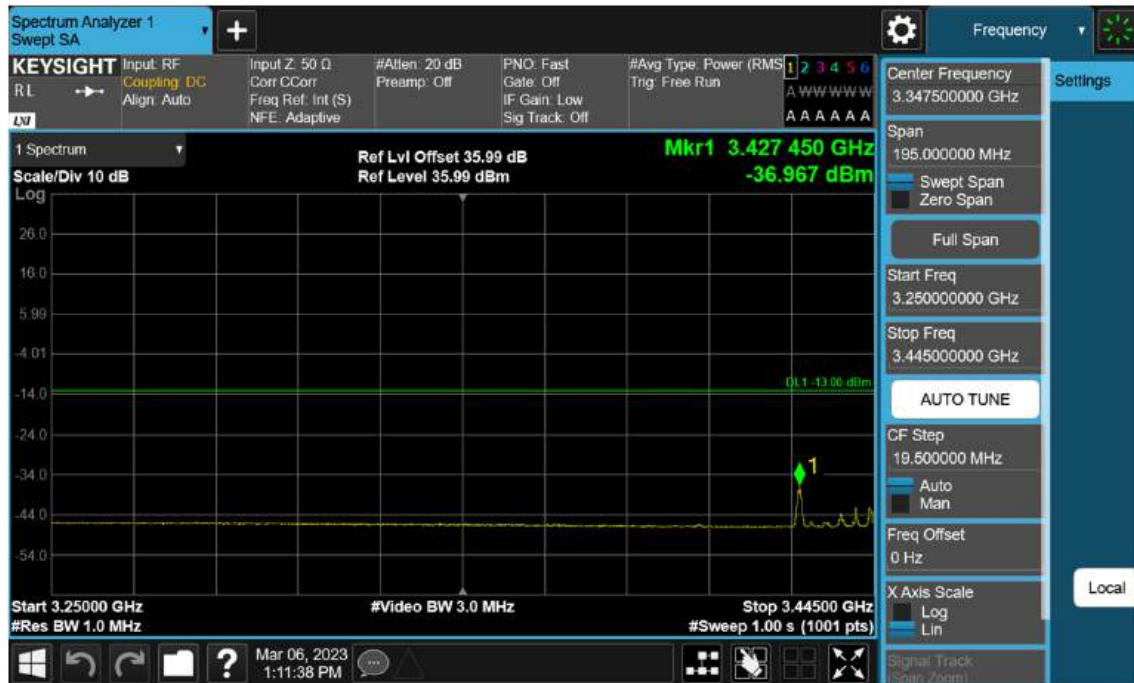 Spectrum Analyzer 1
Swept SA
Frequency
KEYSIGHT
RL
LXI
Input: RF
Coupling: DC
Align: Auto
Input Z: 50 Ω
Corr CCorr
Freq Ref: Int (S)
NFE: Adaptive
#Atten: 20 dB
Preamp: Off
PNO: Fast
Gate: Off
IF Gain: Low
Sig Track: Off
#Avg Type: Power (RMS
Trig: Free Run
1 2 3 4 5 6
A W W W W W
A A A A A A
1 Spectrum
Scale/Div 10 dB
Log
Ref Lvl Offset 35.99 dB
Ref Level 35.99 dBm
Mkr1 3.427 450 GHz
-36.967 dBm
26.0
16.0
5.99
-4.01
DL1 -13.00 dBm
-14.0
-24.0
1
-34.0
-44.0
-54.0
Start 3.25000 GHz
#Video BW 3.0 MHz
Stop 3.44500 GHz
#Res BW 1.0 MHz
#Sweep 1.00 s (1001 pts)
Mar 06, 2023
1:11:38 PM
?
Center Frequency
3.347500000 GHz
Settings
Span
195.000000 MHz
Swept Span
Zero Span
Full Span
Start Freq
3.250000000 GHz
Stop Freq
3.445000000 GHz
AUTO TUNE
CF Step
19.500000 MHz
Auto
Man
Freq Offset
0 Hz
X Axis Scale
Log
Lin
Local
Signal Track
(Span Zoom)